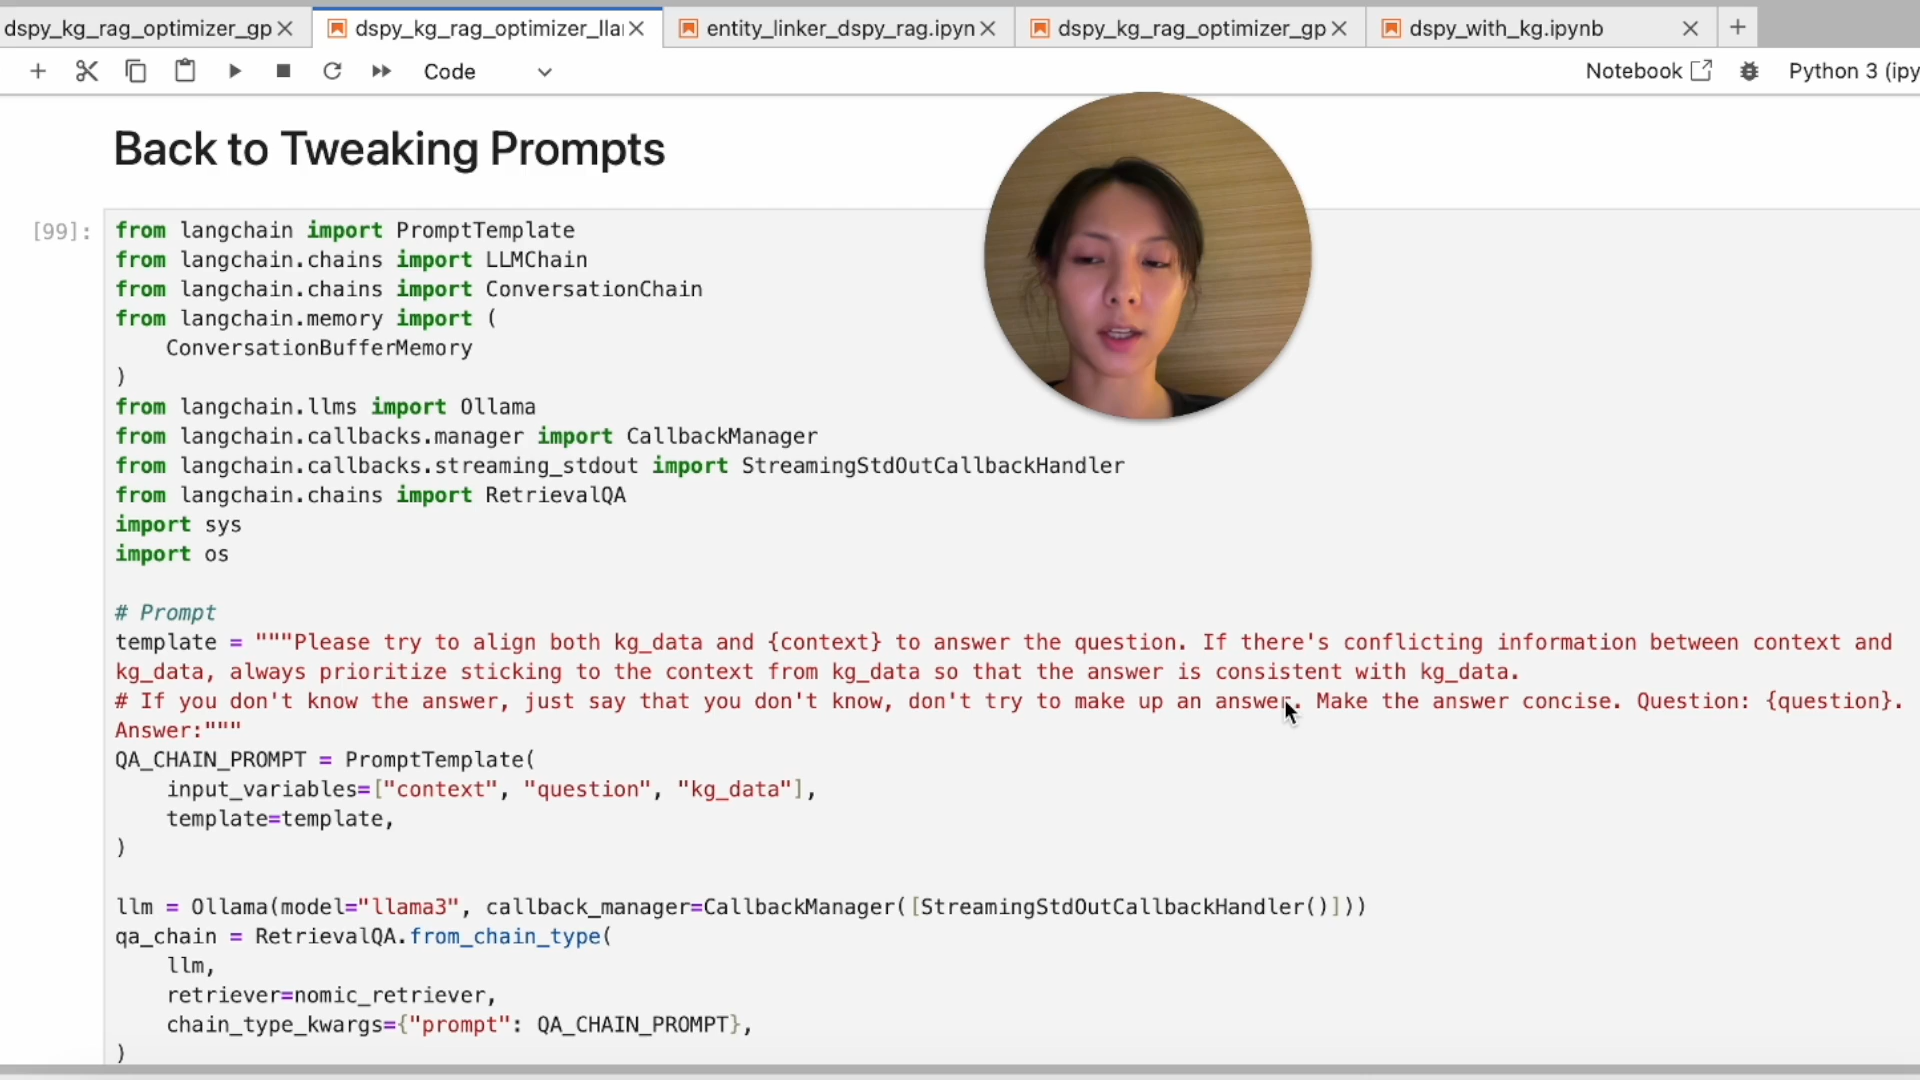 dspy_kg_rag_optimizer_gp
dspy_kg_rag_optimizer_lla
entity_linker_dspy_rag.ipyn
dspy_kg_rag_optimizer_gp
dspy_with_kg.ipynb
Code
Notebook
Python 3 (ipy
Back to Tweaking Prompts
[99]:
from langchain import PromptTemplate
from langchain.chains import LLMChain
from langchain.chains import ConversationChain
from langchain.memory import (
    ConversationBufferMemory
)
from langchain.llms import Ollama
from langchain.callbacks.manager import CallbackManager
from langchain.callbacks.streaming_stdout import StreamingStdOutCallbackHandler
from langchain.chains import RetrievalQA
import sys
import os
# Prompt
template = """Please try to align both kg_data and {context} to answer the question. If there's conflicting information between context and
kg_data, always prioritize sticking to the context from kg_data so that the answer is consistent with kg_data.
# If you don't know the answer, just say that you don't know, don't try to make up an answer. Make the answer concise. Question: {question}.
Answer:"""
QA_CHAIN_PROMPT = PromptTemplate(
    input_variables=["context", "question", "kg_data"],
    template=template,
)
llm = Ollama(model="llama3", callback_manager=CallbackManager([StreamingStdOutCallbackHandler()]))
qa_chain = RetrievalQA.from_chain_type(
    llm,
    retriever=nomic_retriever,
    chain_type_kwargs={"prompt": QA_CHAIN_PROMPT},
)